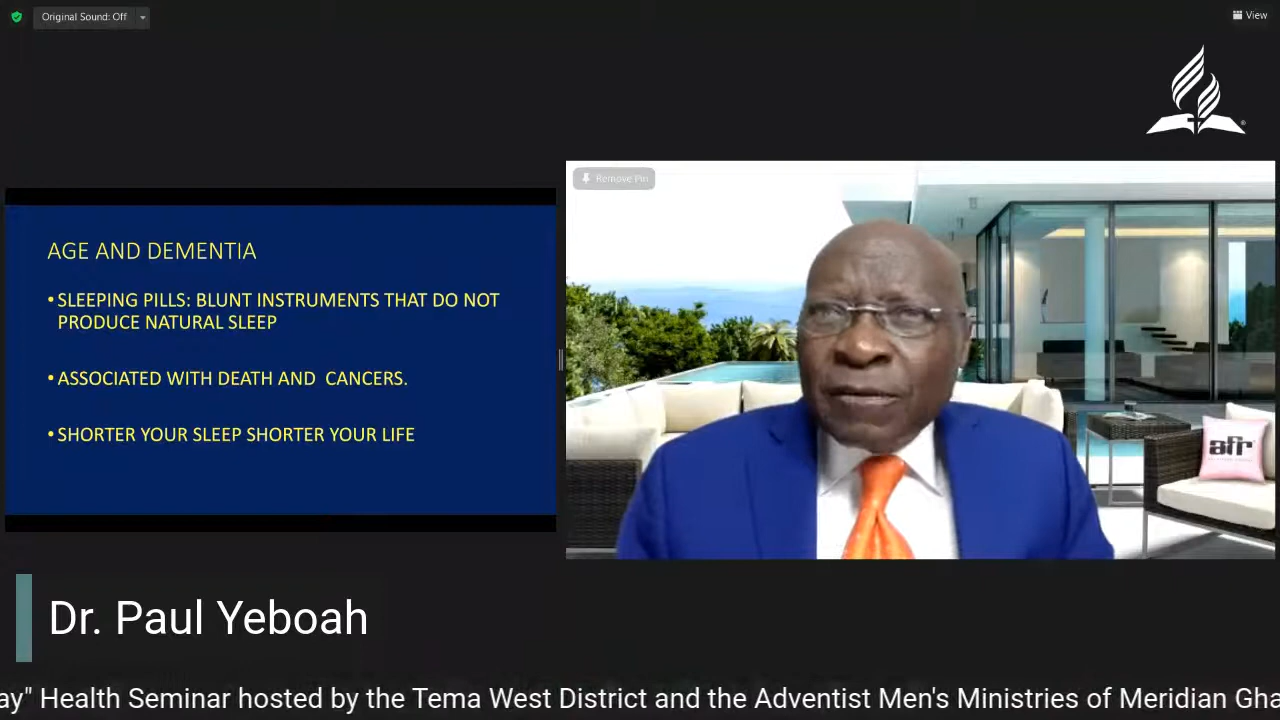 Original Sound: Off
View
Remove Pin
AGE AND DEMENTIA
• SLEEPING PILLS: BLUNT INSTRUMENTS THAT DO NOT
PRODUCE NATURAL SLEEP
• ASSOCIATED WITH DEATH AND CANCERS.
• SHORTER YOUR SLEEP SHORTER YOUR LIFE
afr
Dr. Paul Yeboah
ay" Health Seminar hosted by the Tema West District and the Adventist Men's Ministries of Meridian Gha